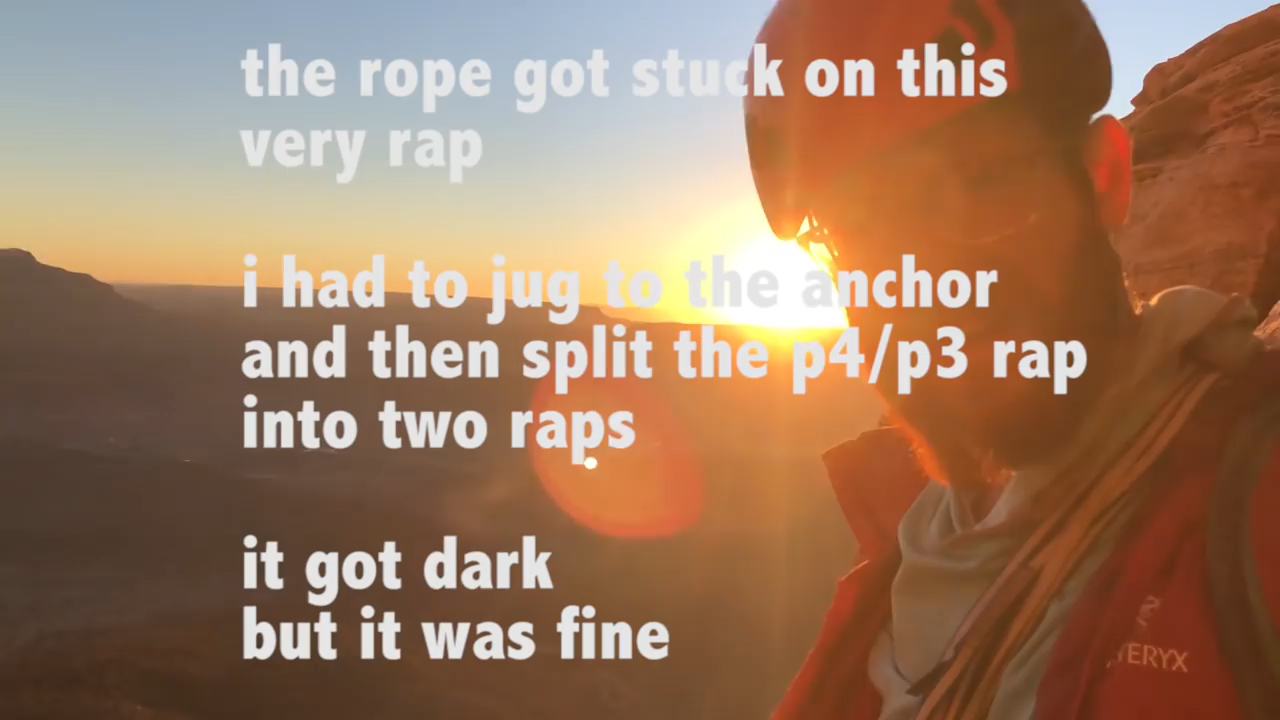 the rope got stuck on this
very rap
i had to jug to the anchor
and then split the p4/p3 rap
into two raps
it got dark
but it was fine
TERYX